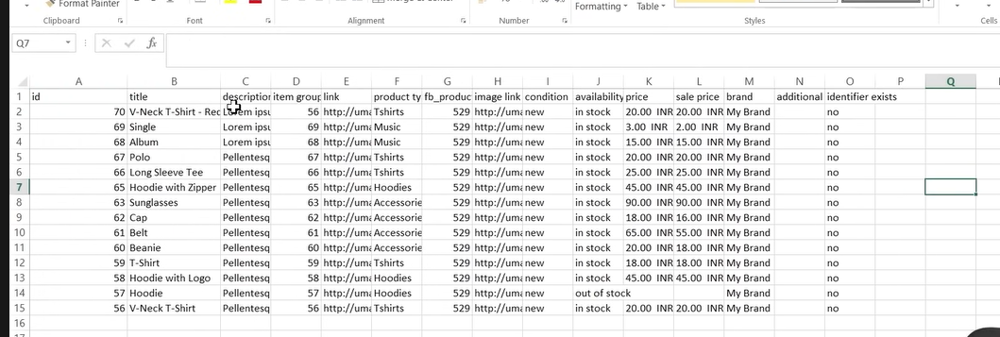 Format Painter
Formatting Table
Clipboard Font Alignment Number Styles Cells
Q7 fx
A B C D E F G H I J K L M N O P Q
1 id title description item group link product ty fb_produc image link condition availability price sale price brand additional identifier exists
2 70 V-Neck T-Shirt - Red Lorem ipsu 56 http://uma Tshirts 529 http://uma new in stock 20.00 INR 20.00 INR My Brand no
3 69 Single Lorem ipsu 69 http://uma Music 529 http://uma new in stock 3.00 INR 2.00 INR My Brand no
4 68 Album Lorem ipsu 68 http://uma Music 529 http://uma new in stock 15.00 INR 15.00 INR My Brand no
5 67 Polo Pellentesq 67 http://uma Tshirts 529 http://uma new in stock 20.00 INR 20.00 INR My Brand no
6 66 Long Sleeve Tee Pellentesq 66 http://uma Tshirts 529 http://uma new in stock 25.00 INR 25.00 INR My Brand no
7 65 Hoodie with Zipper Pellentesq 65 http://uma Hoodies 529 http://uma new in stock 45.00 INR 45.00 INR My Brand no
8 63 Sunglasses Pellentesq 63 http://uma Accessorie 529 http://uma new in stock 90.00 INR 90.00 INR My Brand no
9 62 Cap Pellentesq 62 http://uma Accessorie 529 http://uma new in stock 18.00 INR 16.00 INR My Brand no
10 61 Belt Pellentesq 61 http://uma Accessorie 529 http://uma new in stock 65.00 INR 55.00 INR My Brand no
11 60 Beanie Pellentesq 60 http://uma Accessorie 529 http://uma new in stock 20.00 INR 18.00 INR My Brand no
12 59 T-Shirt Pellentesq 59 http://uma Tshirts 529 http://uma new in stock 18.00 INR 18.00 INR My Brand no
13 58 Hoodie with Logo Pellentesq 58 http://uma Hoodies 529 http://uma new in stock 45.00 INR 45.00 INR My Brand no
14 57 Hoodie Pellentesq 57 http://uma Hoodies 529 http://uma new out of stock My Brand no
15 56 V-Neck T-Shirt Pellentesq 56 http://uma Tshirts 529 http://uma new in stock 20.00 INR 20.00 INR My Brand no
16